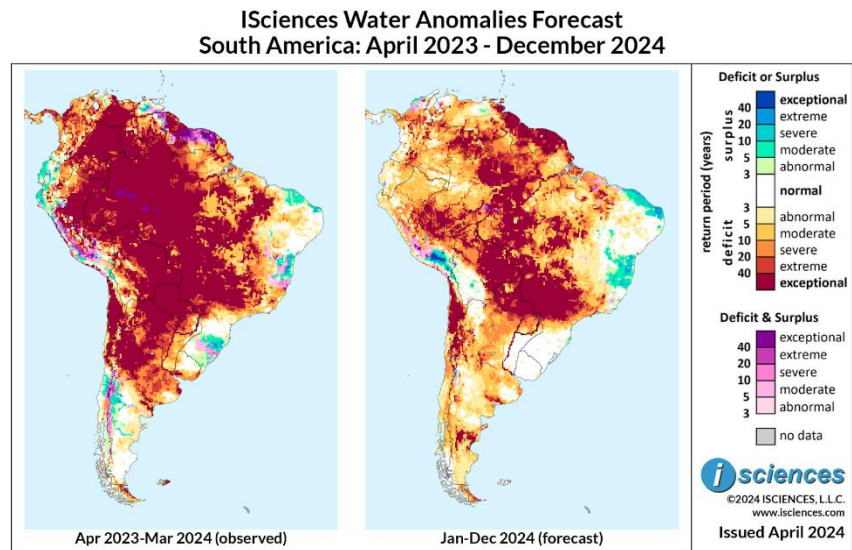 ISciences Water Anomalies Forecast
South America: April 2023 - December 2024
Apr 2023-Mar 2024 (observed)
Jan-Dec 2024 (forecast)
Deficit or Surplus
return period (years)
surplus
deficit
exceptional
40
extreme
20
severe
10
moderate
5
abnormal
3
normal
3
abnormal
5
moderate
10
severe
20
extreme
40
exceptional
Deficit & Surplus
exceptional
40
extreme
20
severe
10
moderate
5
abnormal
3
no data
i sciences
©2024 ISCIENCES, L.L.C.
www.isciences.com
Issued April 2024